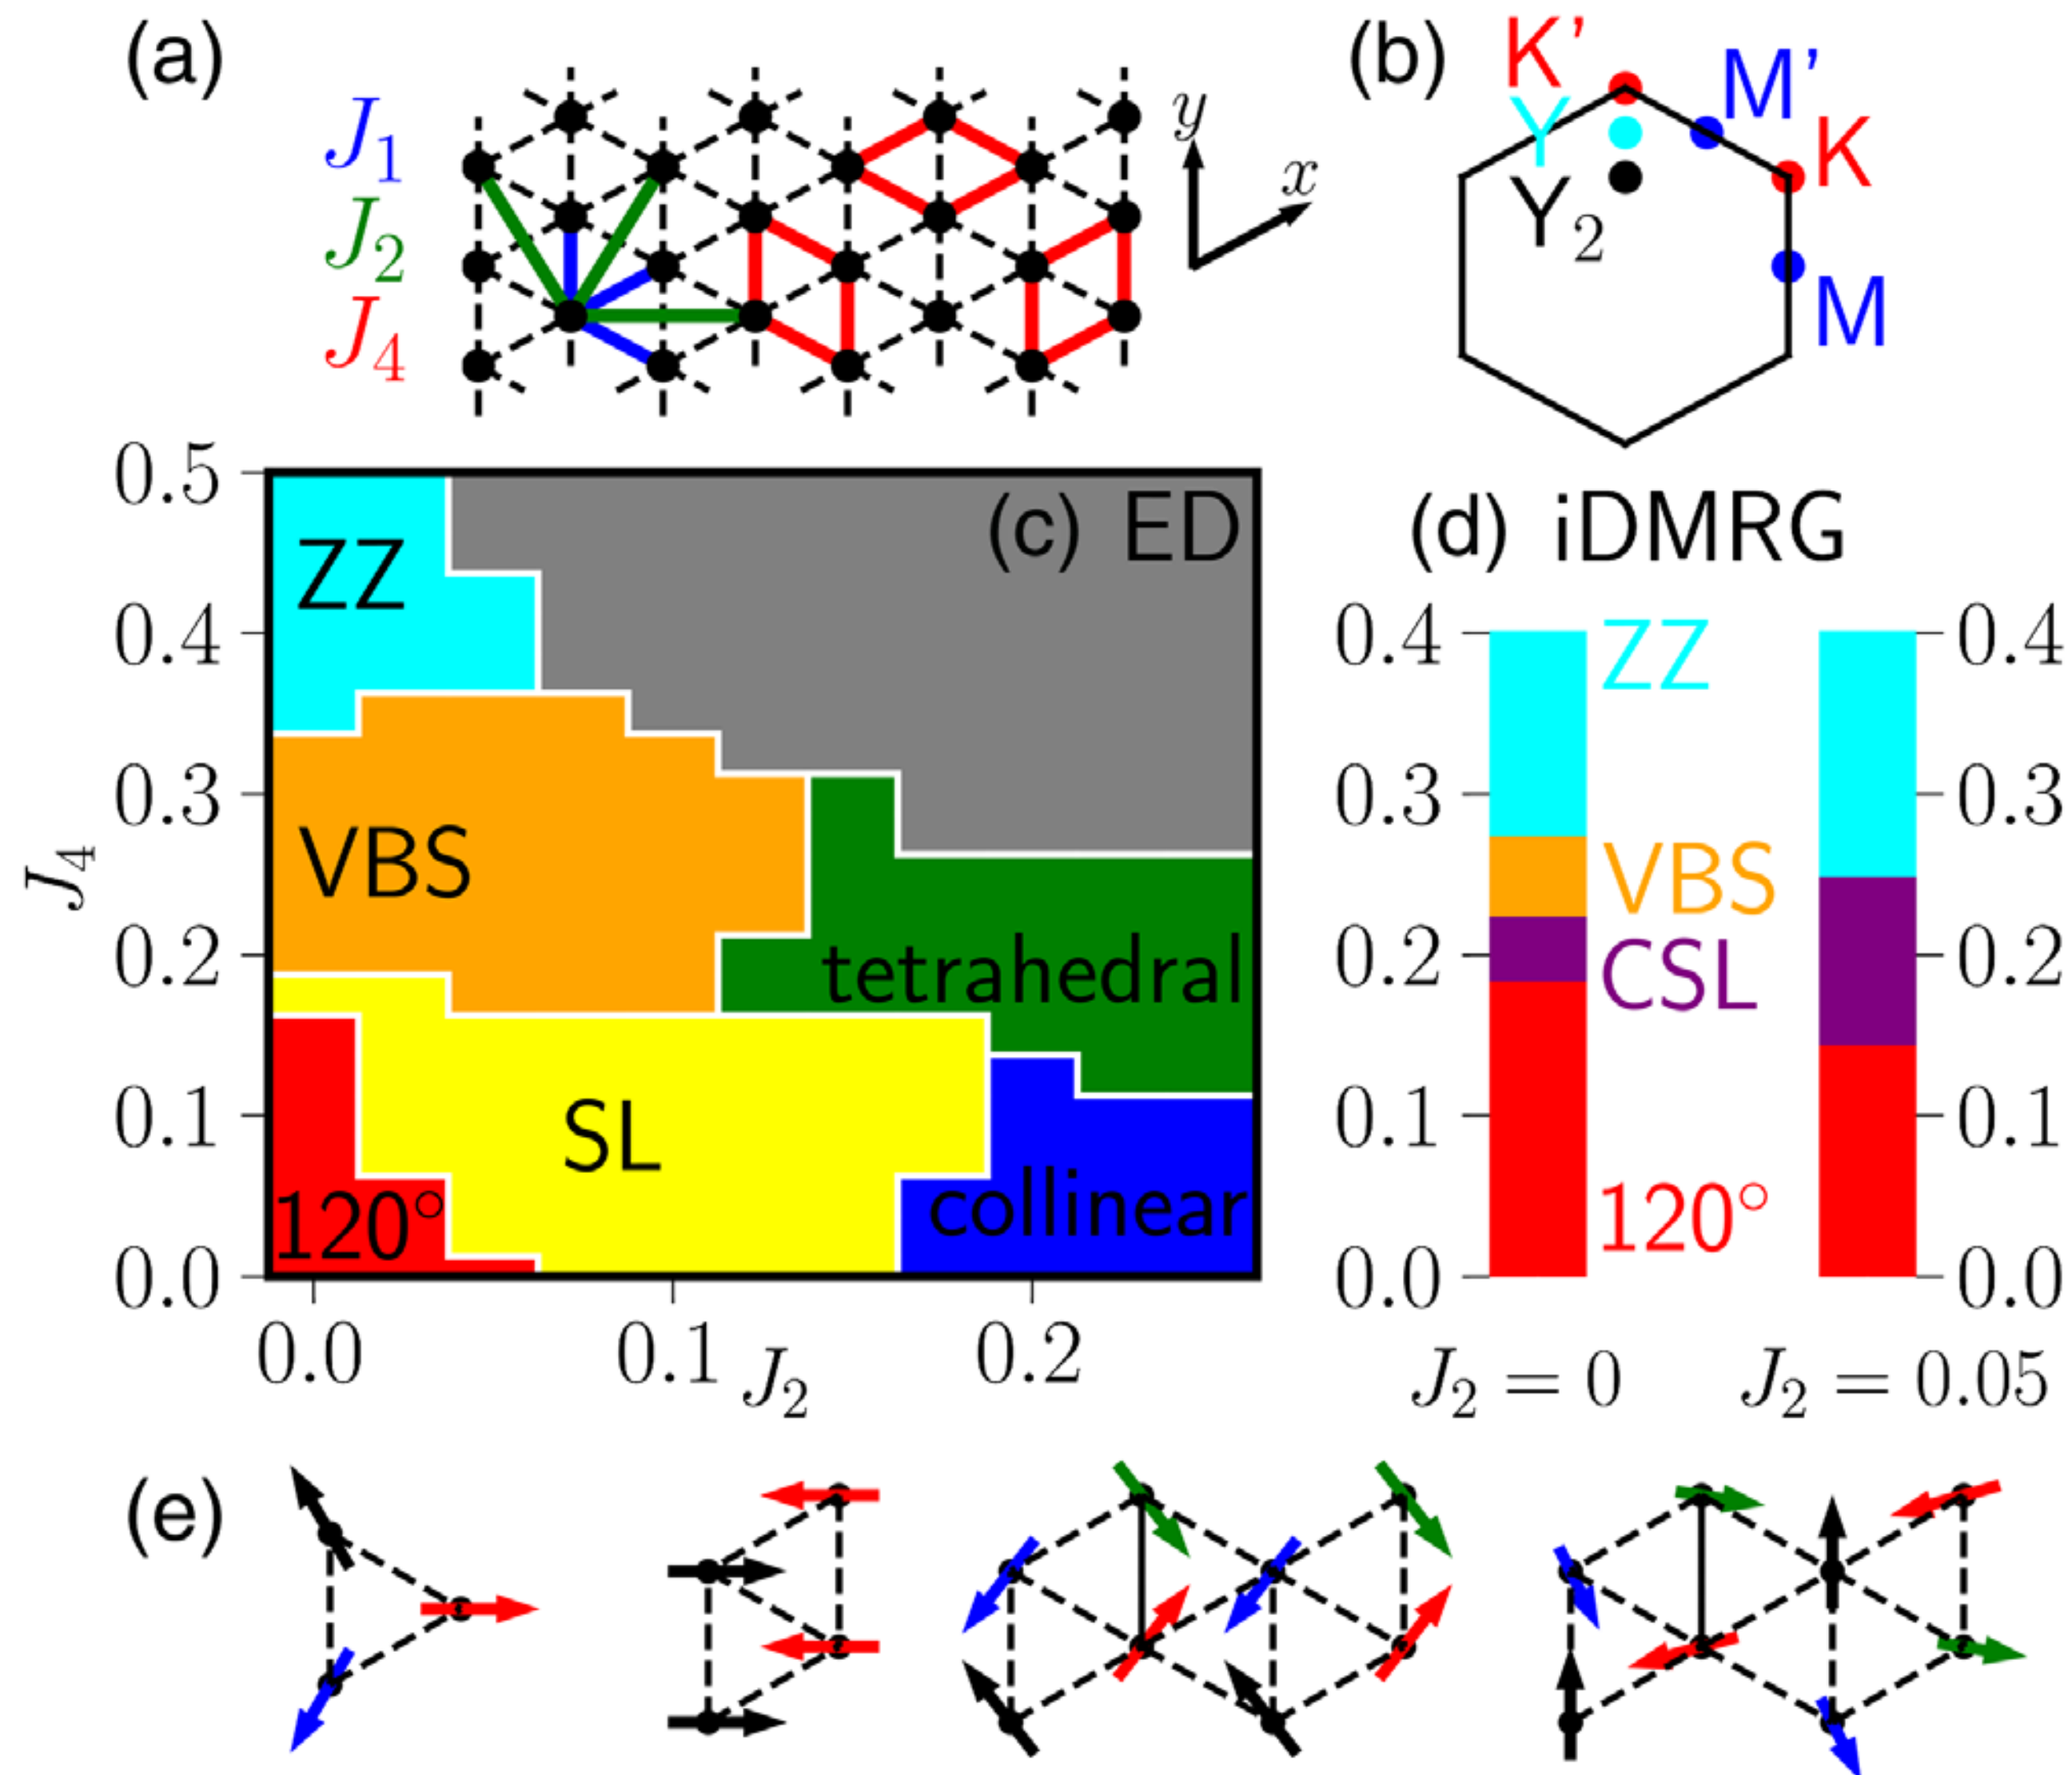 (a)
J1
J2
J4
y
x
(b)
K'
Y
Y2
M'
K
M
(c) ED
0.5
0.4
0.3
0.2
0.1
0.0
J4
ZZ
VBS
tetrahedral
SL
120°
collinear
0.0
0.1
0.2
J2
(d) iDMRG
0.4
0.3
0.2
0.1
0.0
ZZ
VBS
CSL
120°
0.4
0.3
0.2
0.1
0.0
J2 = 0
J2 = 0.05
(e)